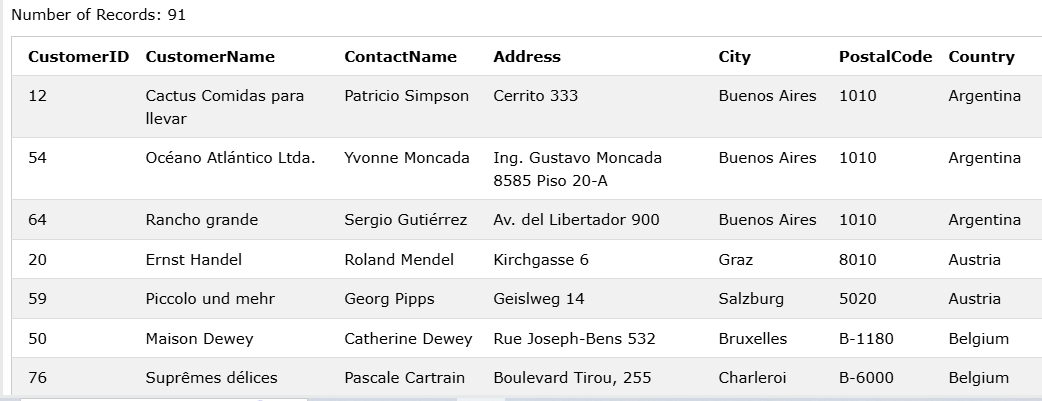 Number of Records: 91
CustomerID CustomerName ContactName Address City PostalCode Country
12 Cactus Comidas para llevar Patricio Simpson Cerrito 333 Buenos Aires 1010 Argentina
54 Océano Atlántico Ltda. Yvonne Moncada Ing. Gustavo Moncada 8585 Piso 20-A Buenos Aires 1010 Argentina
64 Rancho grande Sergio Gutiérrez Av. del Libertador 900 Buenos Aires 1010 Argentina
20 Ernst Handel Roland Mendel Kirchgasse 6 Graz 8010 Austria
59 Piccolo und mehr Georg Pipps Geislweg 14 Salzburg 5020 Austria
50 Maison Dewey Catherine Dewey Rue Joseph-Bens 532 Bruxelles B-1180 Belgium
76 Suprêmes délices Pascale Cartrain Boulevard Tirou, 255 Charleroi B-6000 Belgium